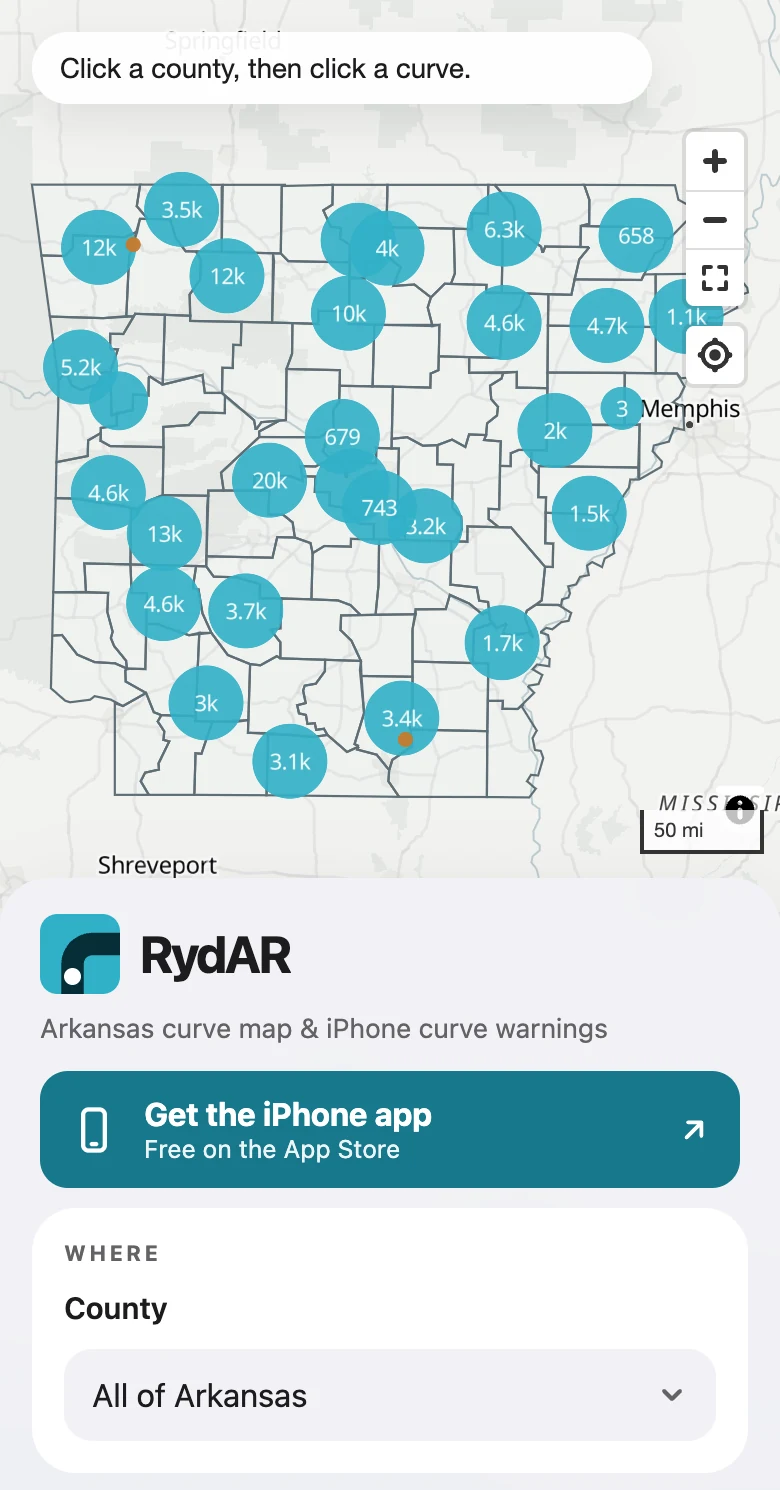 Springfield
Click a county, then click a curve.
3.5k
12k
4k
6.3k
658
12k
10k
4.6k
4.7k
1.1k
5.2k
679
2k
3
Memphis
4.6k
20k
743
3.2k
1.5k
13k
4.6k
3.7k
1.7k
3k
3.4k
3.1k
50 mi
Shreveport
RydAR
Arkansas curve map & iPhone curve warnings
Get the iPhone app
Free on the App Store
WHERE
County
All of Arkansas